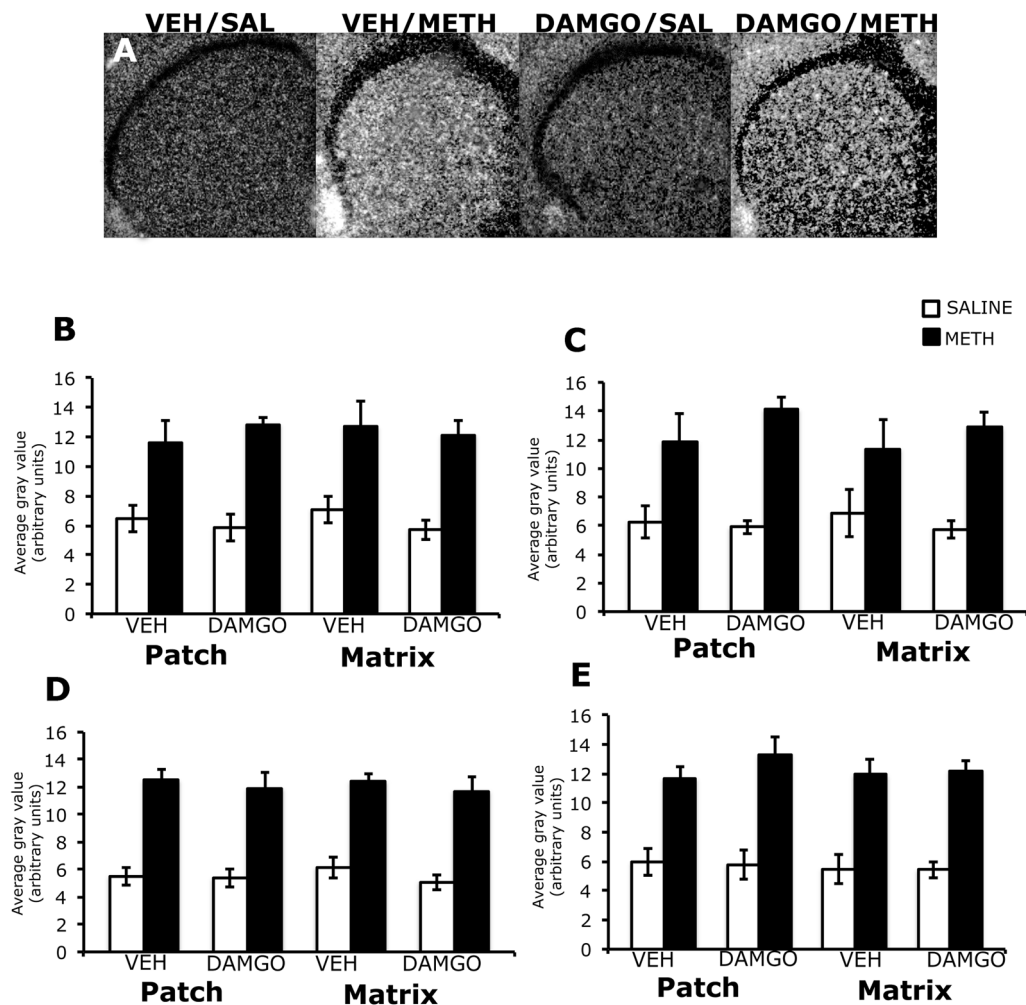 VEH/SAL VEH/METH DAMGO/SAL DAMGO/METH
A
SALINE
METH
B
Average gray value
(arbitrary units)
16
14
12
10
8
6
4
2
0
VEH DAMGO VEH DAMGO
Patch Matrix
C
Average gray value
(arbitrary units)
16
14
12
10
8
6
4
2
0
VEH DAMGO VEH DAMGO
Patch Matrix
D
Average gray value
(arbitrary units)
16
14
12
10
8
6
4
2
0
VEH DAMGO VEH DAMGO
Patch Matrix
E
Average gray value
(arbitrary units)
16
14
12
10
8
6
4
2
0
VEH DAMGO VEH DAMGO
Patch Matrix